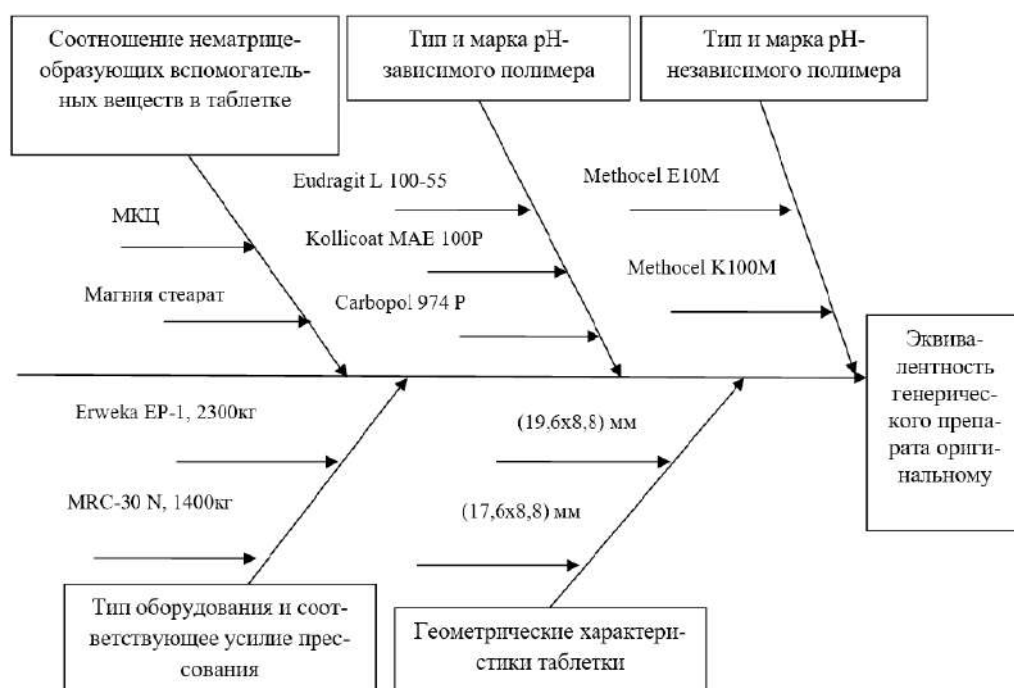 Соотношение нематрице-
образующих вспомогатель-
ных веществ в таблетке
Тип и марка pH-
зависимого полимера
Тип и марка pH-
независимого полимера
МКЦ
Магния стеарат
Eudragit L 100-55
Kollicoat MAE 100P
Carbopol 974 P
Methocel E10M
Methocel K100M
Эквива-
лентность
генеричес-
кого препа-
рата ориги-
нальному
Erweka EP-1, 2300кг
MRC-30 N, 1400кг
(19,6x8,8) мм
(17,6x8,8) мм
Тип оборудования и соот-
ветствующее усилие прес-
сования
Геометрические характери-
стики таблетки